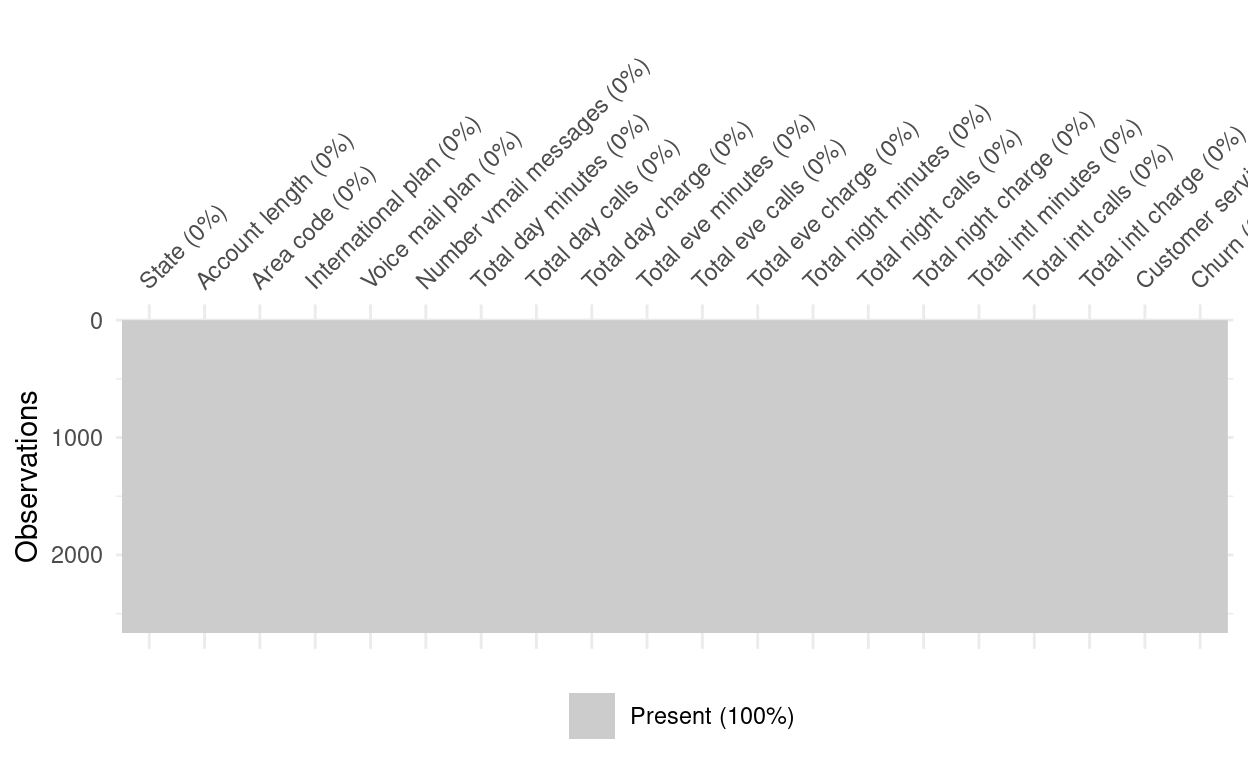 State (0%)
Account length (0%)
Area code (0%)
International plan (0%)
Voice mail plan (0%)
Number vmail messages (0%)
Total day minutes (0%)
Total day calls (0%)
Total day charge (0%)
Total eve minutes (0%)
Total eve calls (0%)
Total eve charge (0%)
Total night minutes (0%)
Total night calls (0%)
Total night charge (0%)
Total intl minutes (0%)
Total intl calls (0%)
Total intl charge (0%)
Customer servi
Churn (
0
1000
2000
Observations
Present (100%)